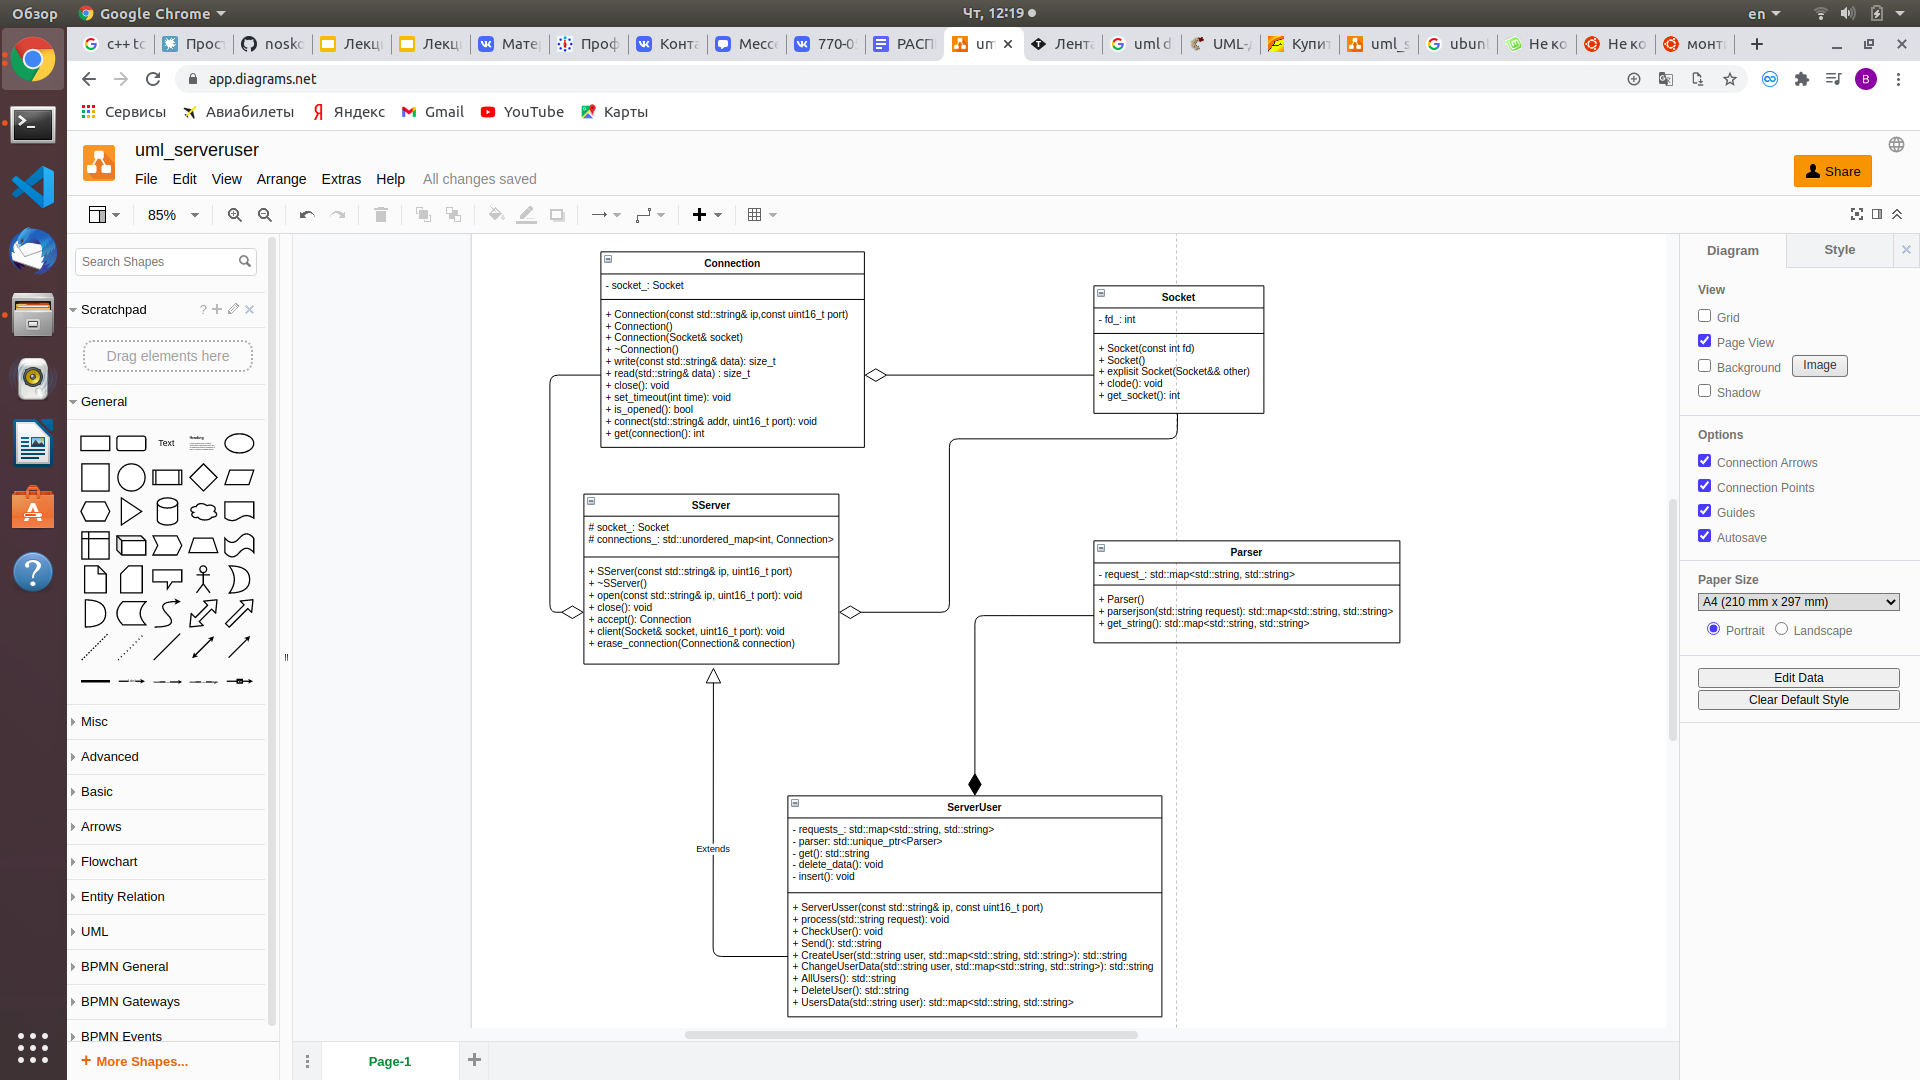 Обзор
Google Chrome
Чт, 12:19
en
c++ to
Прос
nosko
Лекц
Лекц
Мате
Проф
Конта
Мессе
770-0
РАСП
um
Лента
uml d
UML-
Купит
uml_s
ubun
Не ко
Не ко
монт
app.diagrams.net
B
Сервисы
Авиабилеты
Яндекс
Gmail
YouTube
Карты
uml_serveruser
File
Edit
View
Arrange
Extras
Help
All changes saved
Share
85%
Search Shapes
Scratchpad
?
Drag elements here
General
Text
Heading
Misc
Advanced
Basic
Arrows
Flowchart
Entity Relation
UML
BPMN General
BPMN Gateways
BPMN Events
+ More Shapes...
Connection
- socket_: Socket
+ Connection(const std::string& ip,const uint16_t port)
+ Connection()
+ Connection(Socket& socket)
+ ~Connection()
+ write(const std::string& data): size_t
+ read(std::string& data) : size_t
+ close(): void
+ set_timeout(int time): void
+ is_opened(): bool
+ connect(std::string& addr, uint16_t port): void
+ get(connection(): int
Socket
- fd_: int
+ Socket(const int fd)
+ Socket()
+ explisit Socket(Socket&& other)
+ clode(): void
+ get_socket(): int
SServer
# socket_: Socket
# connections_: std::unordered_map<int, Connection>
+ SServer(const std::string& ip, uint16_t port)
+ ~SServer()
+ open(const std::string& ip, uint16_t port): void
+ close(): void
+ accept(): Connection
+ client(Socket& socket, uint16_t port): void
+ erase_connection(Connection& connection)
Parser
- request_: std::map<std::string, std::string>
+ Parser()
+ parserjson(std::string request): std::map<std::string, std::string>
+ get_string(): std::map<std::string, std::string>
Extends
ServerUser
- requests_: std::map<std::string, std::string>
- parser: std::unique_ptr<Parser>
- get(): std::string
- delete_data(): void
- insert(): void
+ ServerUsser(const std::string& ip, const uint16_t port)
+ process(std::string request): void
+ CheckUser(): void
+ Send(): std::string
+ CreateUser(std::string user, std::map<std::string, std::string>): std::string
+ ChangeUserData(std::string user, std::map<std::string, std::string>): std::string
+ AllUsers(): std::string
+ DeleteUser(): std::string
+ UsersData(std::string user): std::map<std::string, std::string>
Page-1
Diagram
Style
View
Grid
Page View
Background
Image
Shadow
Options
Connection Arrows
Connection Points
Guides
Autosave
Paper Size
A4 (210 mm x 297 mm)
Portrait
Landscape
Edit Data
Clear Default Style